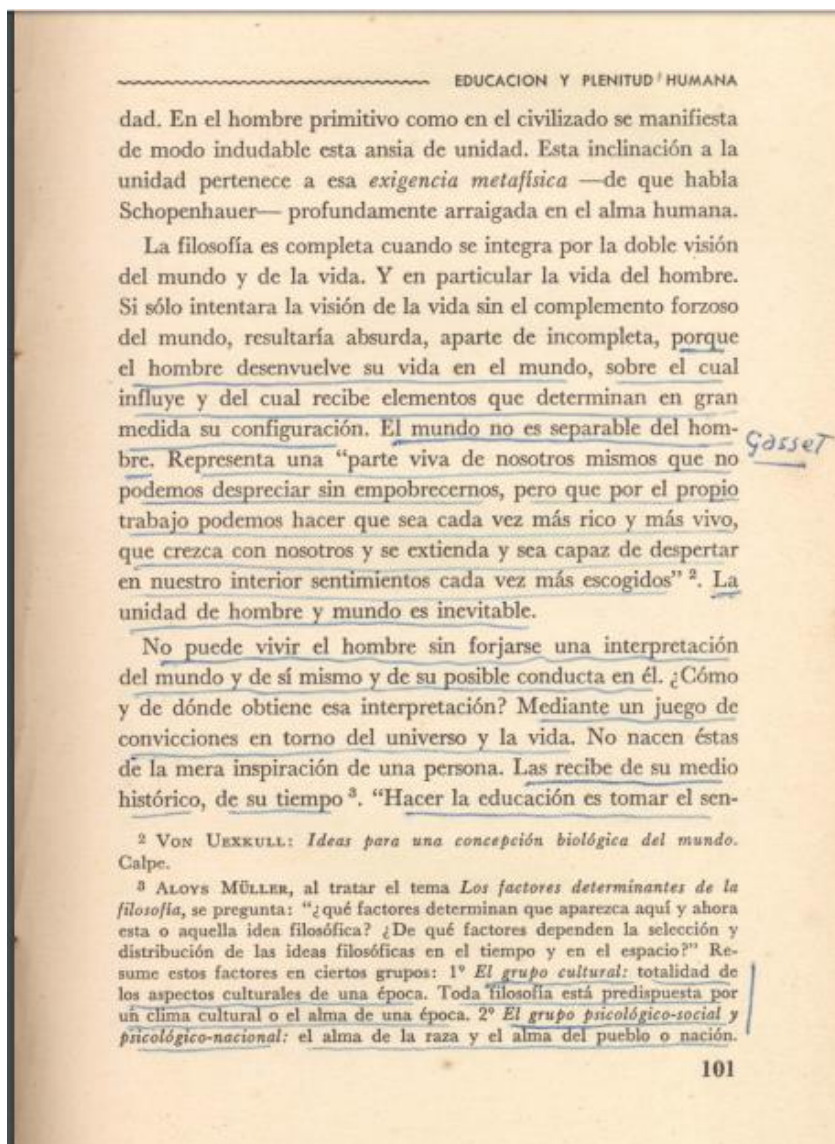 EDUCACION Y PLENITUD HUMANA
dad. En el hombre primitivo como en el civilizado se manifiesta
de modo indudable esta ansia de unidad. Esta inclinación a la
unidad pertenece a esa exigencia metafísica —de que habla
Schopenhauer— profundamente arraigada en el alma humana.
La filosofía es completa cuando se integra por la doble visión
del mundo y de la vida. Y en particular la vida del hombre.
Si sólo intentara la visión de la vida sin el complemento forzoso
del mundo, resultaría absurda, aparte de incompleta, porque
el hombre desenvuelve su vida en el mundo, sobre el cual
influye y del cual recibe elementos que determinan en gran
medida su configuración. El mundo no es separable del hom-
Gasset
bre. Representa una “parte viva de nosotros mismos que no
podemos despreciar sin empobrecernos, pero que por el propio
trabajo podemos hacer que sea cada vez más rico y más vivo,
que crezca con nosotros y se extienda y sea capaz de despertar
en nuestro interior sentimientos cada vez más escogidos” ². La
unidad de hombre y mundo es inevitable.
No puede vivir el hombre sin forjarse una interpretación
del mundo y de sí mismo y de su posible conducta en él. ¿Cómo
y de dónde obtiene esa interpretación? Mediante un juego de
convicciones en torno del universo y la vida. No nacen éstas
de la mera inspiración de una persona. Las recibe de su medio
histórico, de su tiempo ³. “Hacer la educación es tomar el sen-
² VON UEXKULL: Ideas para una concepción biológica del mundo.
Calpe.
³ ALOYS MÜLLER, al tratar el tema Los factores determinantes de la
filosofía, se pregunta: “¿qué factores determinan que aparezca aquí y ahora
esta o aquella idea filosófica? ¿De qué factores dependen la selección y
distribución de las ideas filosóficas en el tiempo y en el espacio?” Re-
sume estos factores en ciertos grupos: 1º El grupo cultural: totalidad de
los aspectos culturales de una época. Toda filosofía está predispuesta por
un clima cultural o el alma de una época. 2º El grupo psicológico-social y
psicológico-nacional: el alma de la raza y el alma del pueblo o nación.
101